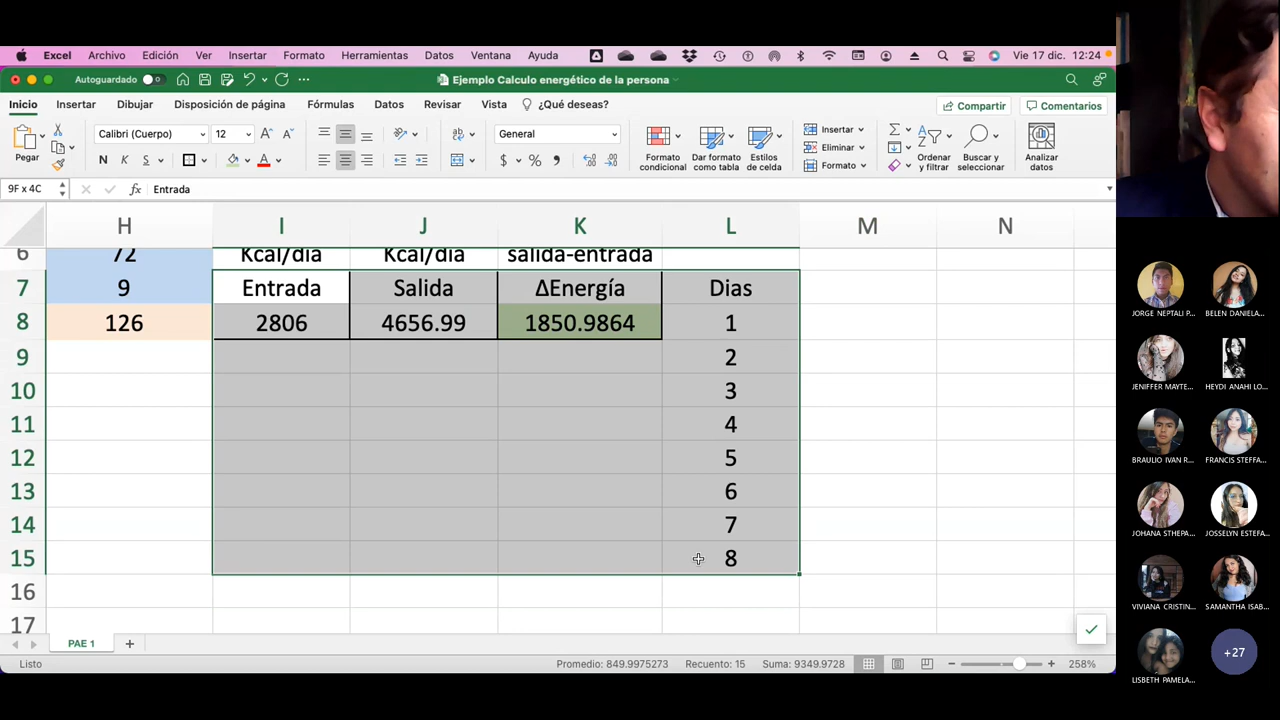 Excel Archivo Edición Ver Insertar Formato Herramientas Datos Ventana Ayuda Vie 17 dic. 12:24
Autoguardado Ejemplo Calculo energético de la persona
Inicio Insertar Dibujar Disposición de página Fórmulas Datos Revisar Vista ¿Qué deseas? Compartir Comentarios
Pegar Calibri (Cuerpo) 12 General
N K S A $ %
Formato condicional
Dar formato como tabla
Estilos de celda
Insertar
Eliminar
Formato
Ordenar y filtrar
Buscar y seleccionar
Analizar datos
9F x 4C fx Entrada
H I J K L M N
6 72 Kcal/día Kcal/día salida-entrada
7 9 Entrada Salida ΔEnergía Dias
8 126 2806 4656.99 1850.9864 1
9 2
10 3
11 4
12 5
13 6
14 7
15 8
16
17
PAE 1 +
Listo Promedio: 849.9975273 Recuento: 15 Suma: 9349.9728 258%
JORGE NEPTALI P... BELEN DANIELA...
JENIFFER MAYTE... HEYDI ANAHI LO...
BRAULIO IVAN R... FRANCIS STEFFA...
JOHANA STHEPA... JOSSELYN ESTEFA...
VIVIANA CRISTIN... SAMANTHA ISAB...
+27
LISBETH PAMELA...